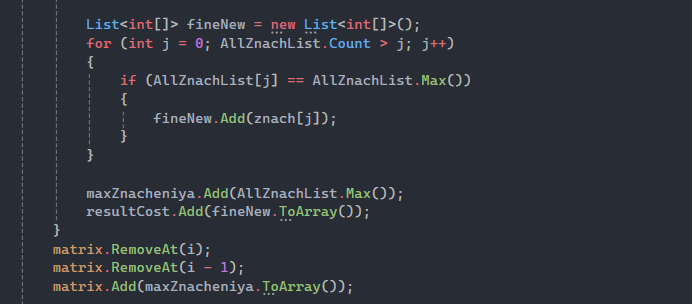 List<int[]> fineNew = new List<int[]>();
for (int j = 0; AllZnachList.Count > j; j++)
{
if (AllZnachList[j] == AllZnachList.Max())
{
fineNew.Add(znach[j]);
}
}
maxZnacheniya.Add(AllZnachList.Max());
resultCost.Add(fineNew.ToArray());
}
matrix.RemoveAt(i);
matrix.RemoveAt(i - 1);
matrix.Add(maxZnacheniya.ToArray());